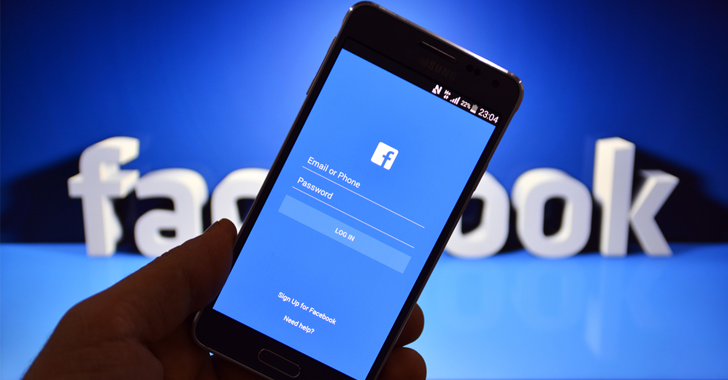 facebook
SAMSUNG
22% 23:04
f
Email or Phone
Password
LOG IN
Sign Up for Facebook
Need help?